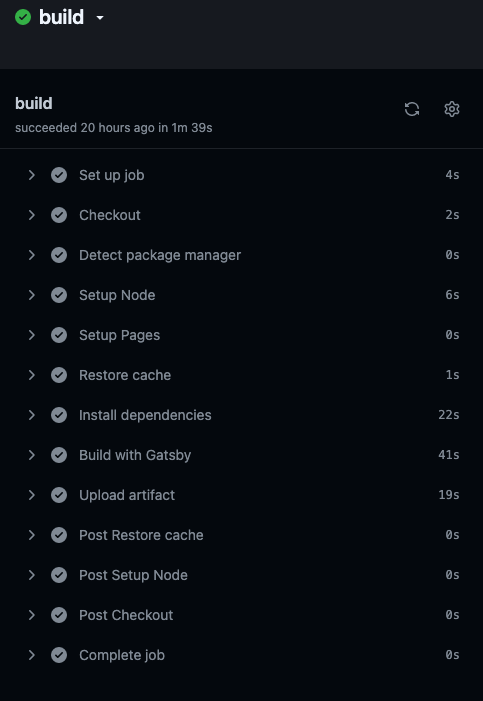 build
build
succeeded 20 hours ago in 1m 39s
Set up job 4s
Checkout 2s
Detect package manager 0s
Setup Node 6s
Setup Pages 0s
Restore cache 1s
Install dependencies 22s
Build with Gatsby 41s
Upload artifact 19s
Post Restore cache 0s
Post Setup Node 0s
Post Checkout 0s
Complete job 0s